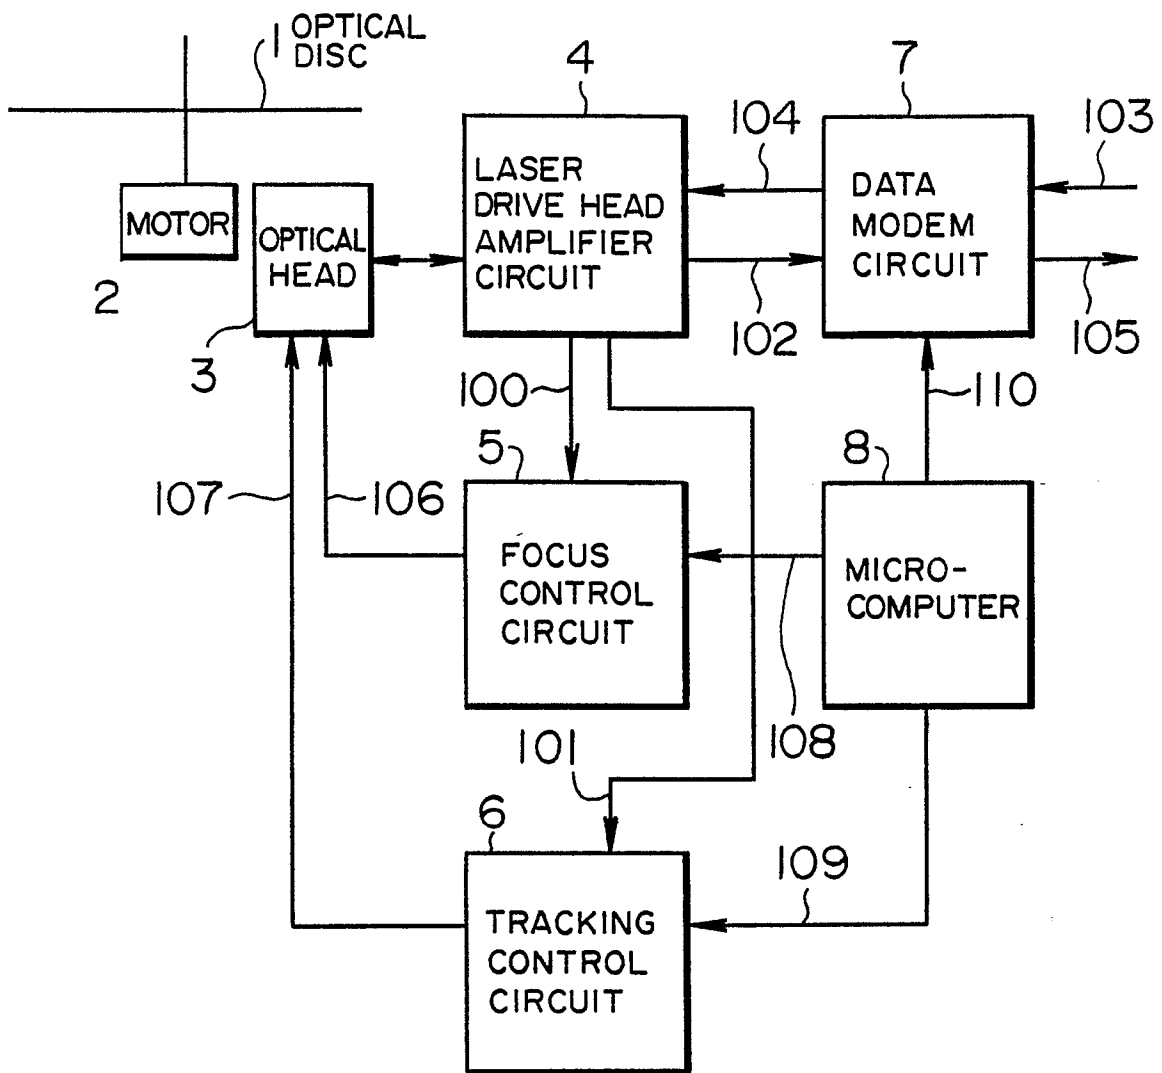 1 OPTICAL
DISC
4
7
104
103
LASER
DRIVE HEAD
AMPLIFIER
CIRCUIT
DATA
MODEM
CIRCUIT
MOTOR
OPTICAL
HEAD
2
3
102
105
100
110
5
8
107
106
FOCUS
CONTROL
CIRCUIT
MICRO-
COMPUTER
101
108
6
109
TRACKING
CONTROL
CIRCUIT